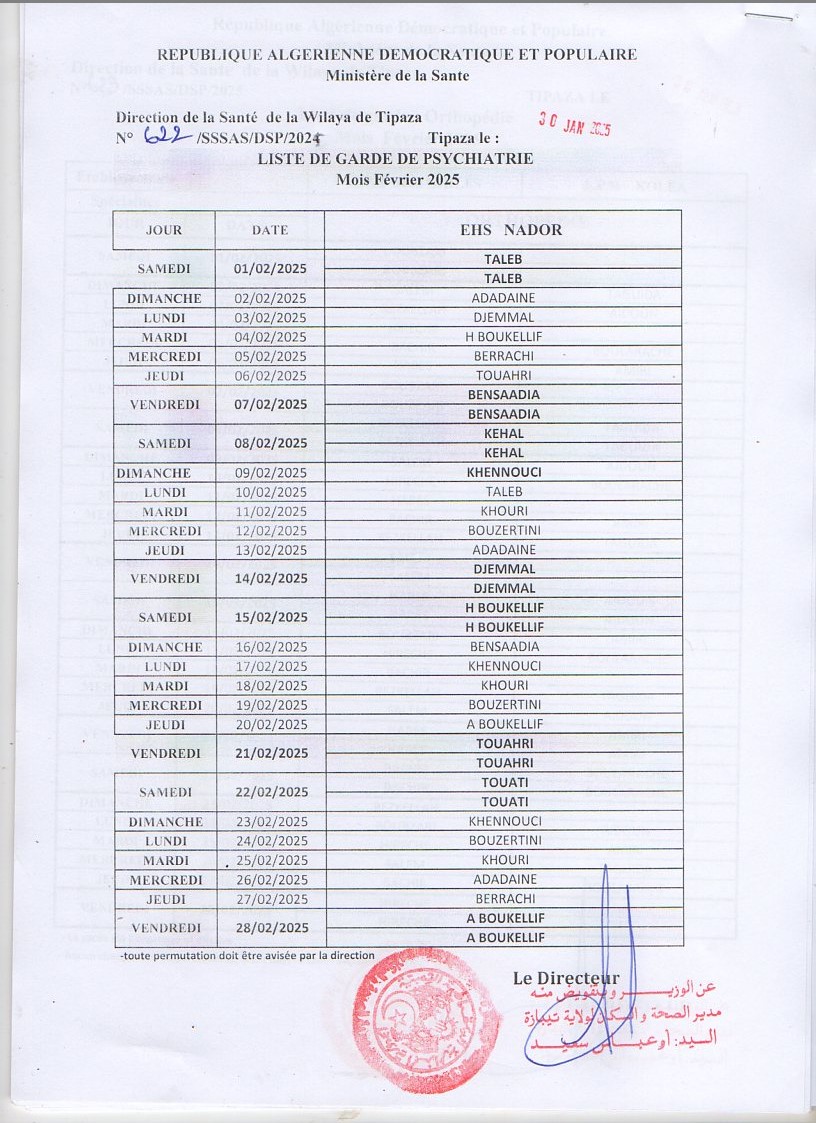 REPUBLIQUE ALGERIENNE DEMOCRATIQUE ET POPULAIRE
Ministère de la Sante
Direction de la Santé de la Wilaya de Tipaza
N° 622 /SSSAS/DSP/2025 Tipaza le : 30 JAN 2025
LISTE DE GARDE DE PSYCHIATRIE
Mois Février 2025
JOUR DATE EHS NADOR
SAMEDI 01/02/2025 TALEB
TALEB
DIMANCHE 02/02/2025 ADADAINE
LUNDI 03/02/2025 DJEMMAL
MARDI 04/02/2025 H BOUKELLIF
MERCREDI 05/02/2025 BERRACHI
JEUDI 06/02/2025 TOUAHRI
VENDREDI 07/02/2025 BENSAADIA
BENSAADIA
SAMEDI 08/02/2025 KEHAL
KEHAL
DIMANCHE 09/02/2025 KHENNOUCI
LUNDI 10/02/2025 TALEB
MARDI 11/02/2025 KHOURI
MERCREDI 12/02/2025 BOUZERTINI
JEUDI 13/02/2025 ADADAINE
VENDREDI 14/02/2025 DJEMMAL
DJEMMAL
SAMEDI 15/02/2025 H BOUKELLIF
H BOUKELLIF
DIMANCHE 16/02/2025 BENSAADIA
LUNDI 17/02/2025 KHENNOUCI
MARDI 18/02/2025 KHOURI
MERCREDI 19/02/2025 BOUZERTINI
JEUDI 20/02/2025 A BOUKELLIF
VENDREDI 21/02/2025 TOUAHRI
TOUAHRI
SAMEDI 22/02/2025 TOUATI
TOUATI
DIMANCHE 23/02/2025 KHENNOUCI
LUNDI 24/02/2025 BOUZERTINI
MARDI 25/02/2025 KHOURI
MERCREDI 26/02/2025 ADADAINE
JEUDI 27/02/2025 BERRACHI
VENDREDI 28/02/2025 A BOUKELLIF
A BOUKELLIF
-toute permutation doit être avisée par la direction
Le Directeur
عن الوزيـــــر وبتفويض منه
مدير الصحة والسكان لولاية تيبازة
السيد: أوعباس سعيد